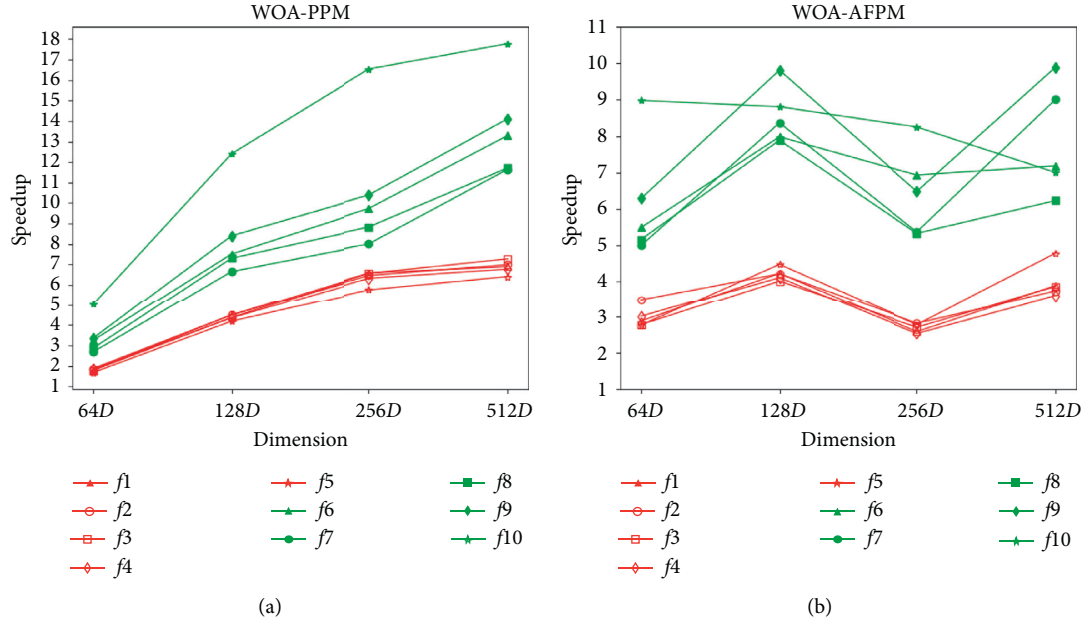 WOA-PPM
18
17
16
15
14
13
12
11
10
9
8
7
6
5
4
3
2
1
Speedup
64D
128D
256D
512D
Dimension
f1
f2
f3
f4
f5
f6
f7
f8
f9
f10
(a)
WOA-AFPM
11
10
9
8
7
6
5
4
3
2
1
Speedup
64D
128D
256D
512D
Dimension
f1
f2
f3
f4
f5
f6
f7
f8
f9
f10
(b)